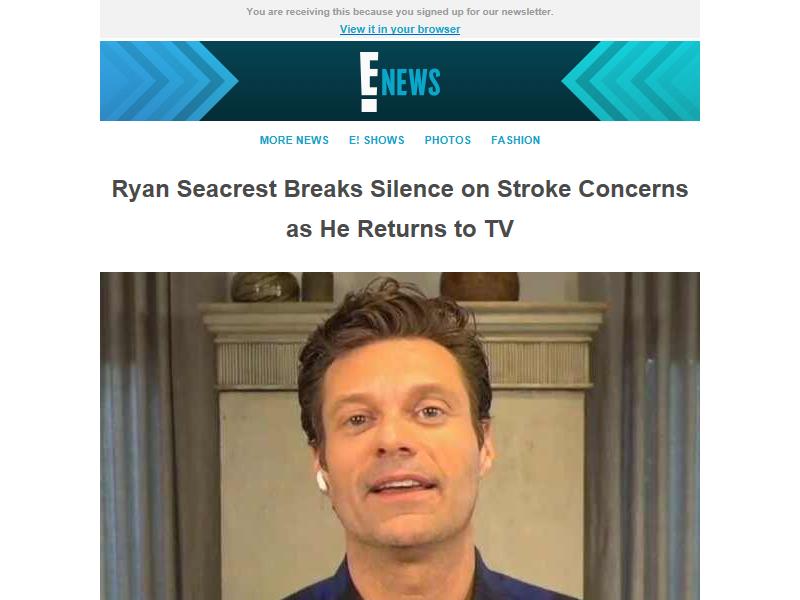 You are receiving this because you signed up for our newsletter.
View it in your browser
E! NEWS
MORE NEWS E! SHOWS PHOTOS FASHION
Ryan Seacrest Breaks Silence on Stroke Concerns
as He Returns to TV